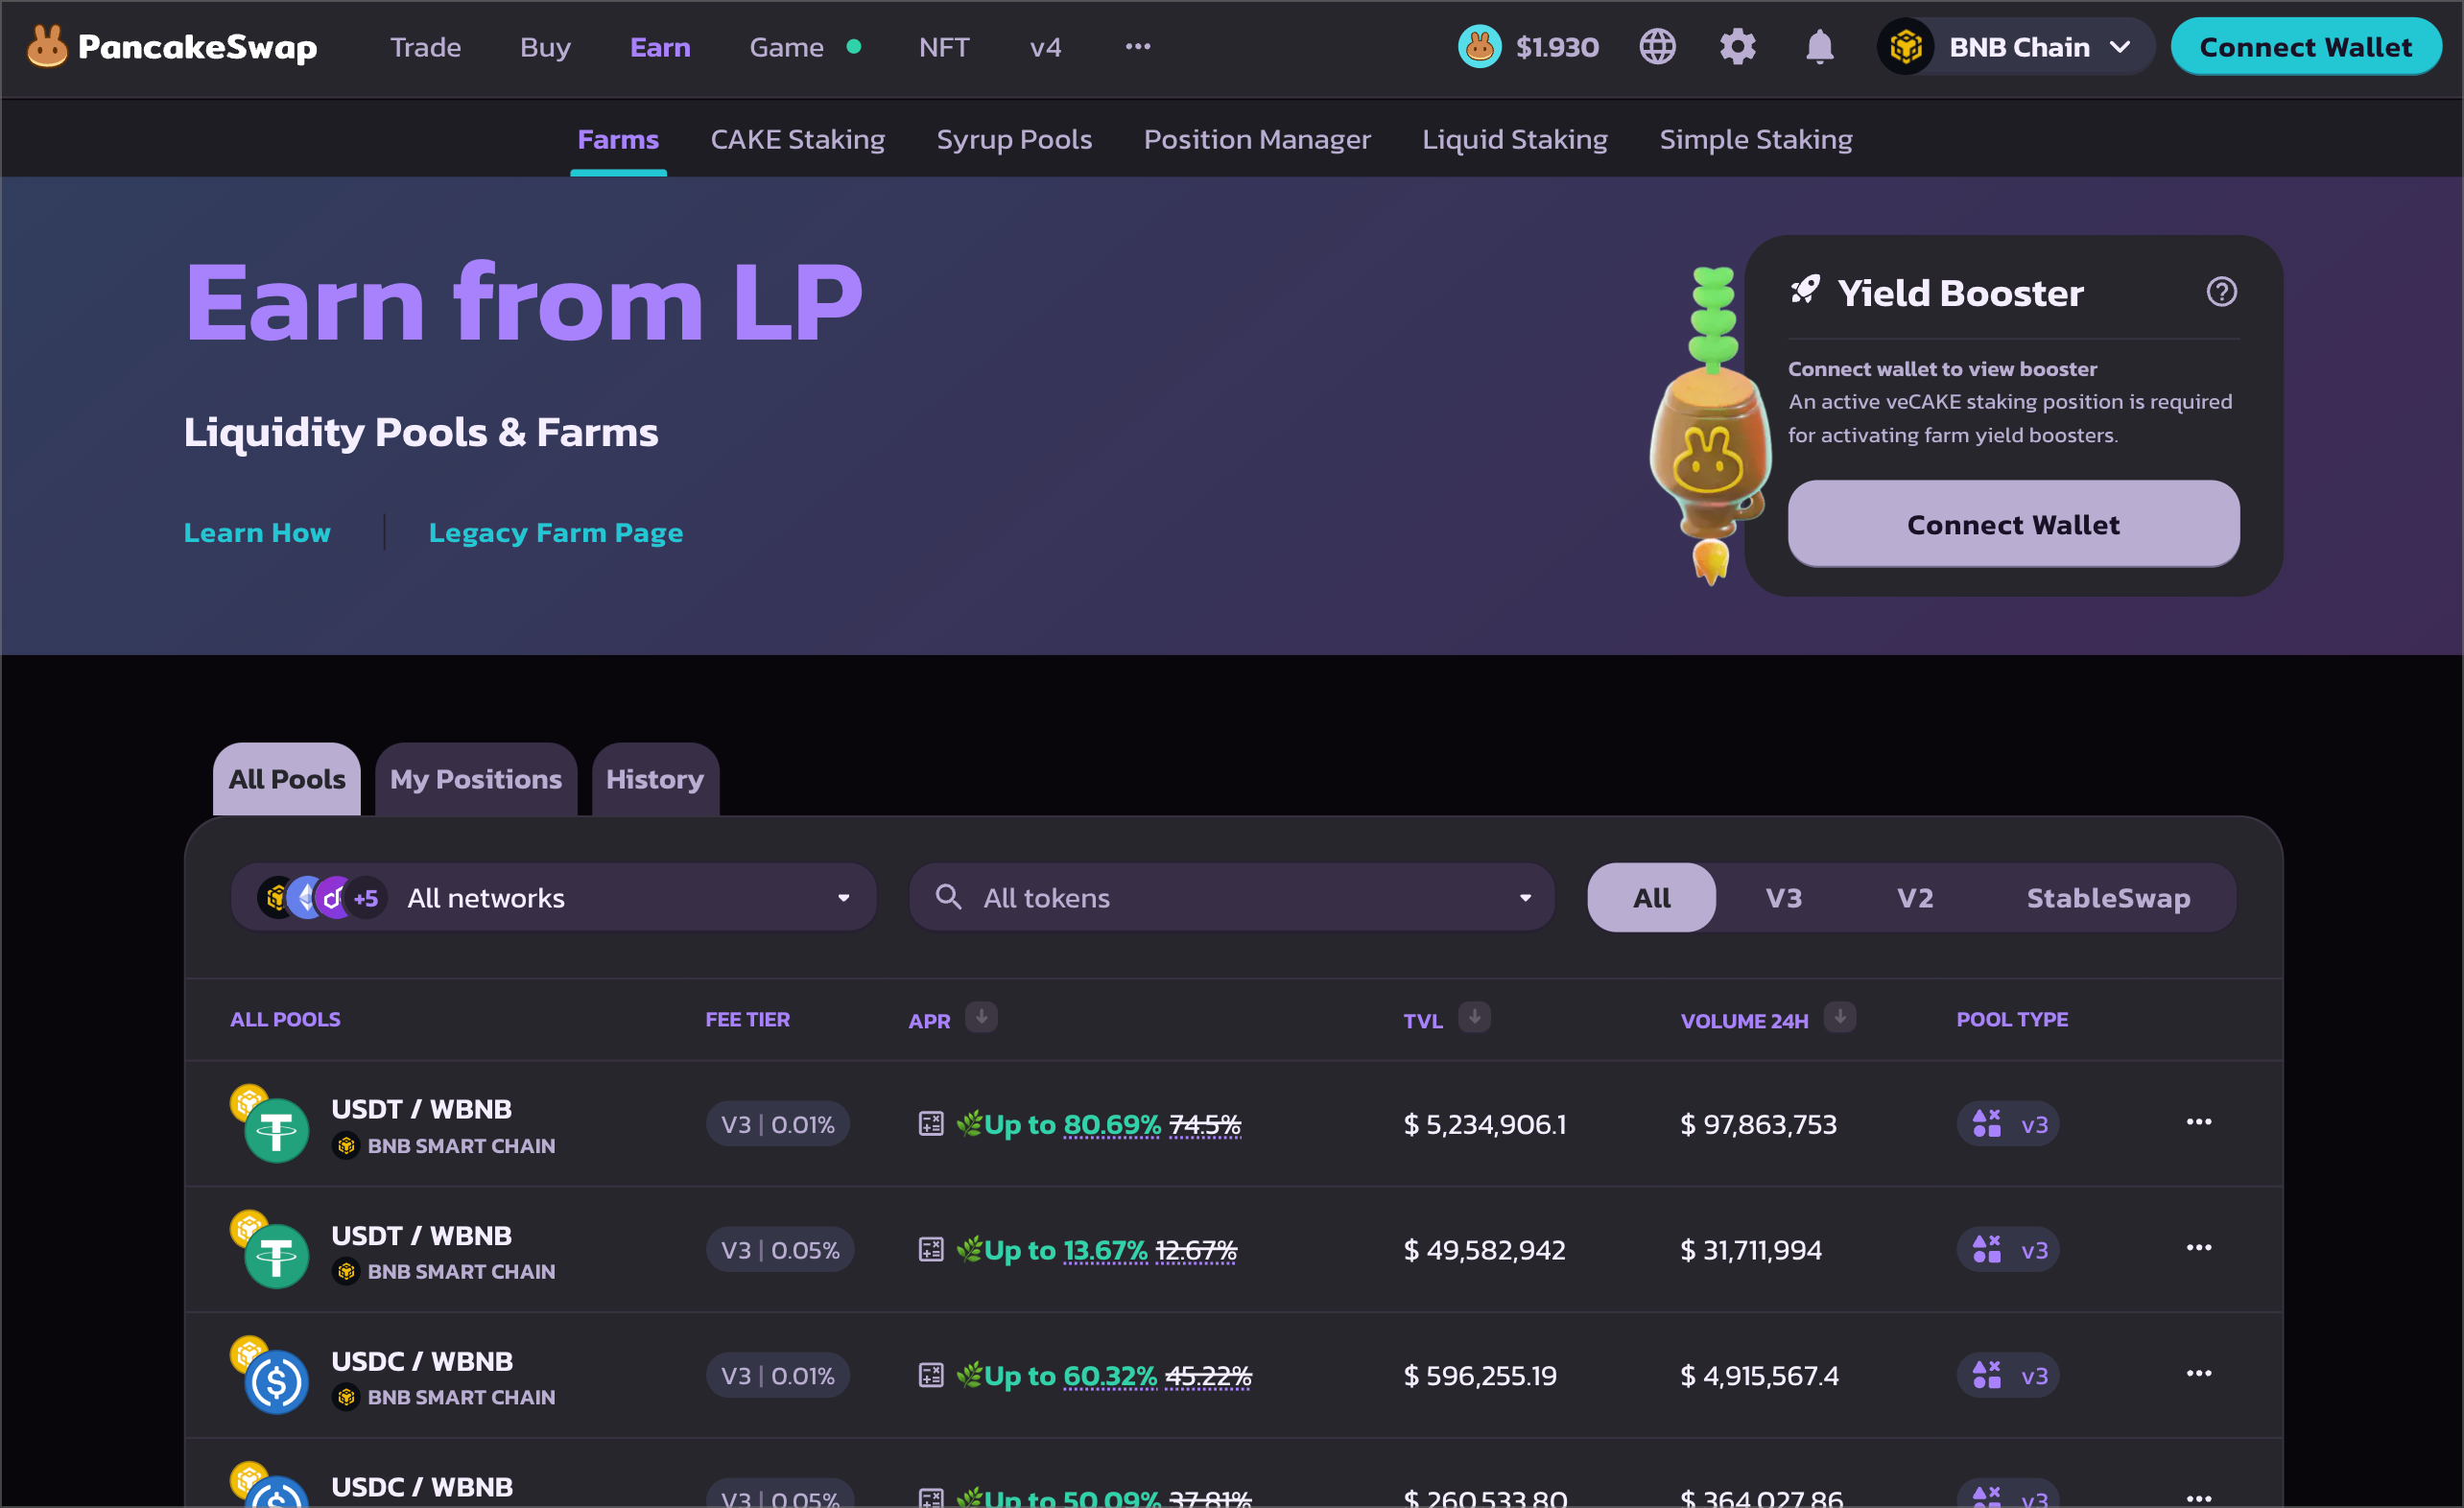 PancakeSwap
Trade Buy Earn Game NFT v4 ...
$1.930 BNB Chain Connect Wallet
Farms CAKE Staking Syrup Pools Position Manager Liquid Staking Simple Staking
Earn from LP
Liquidity Pools & Farms
Learn How Legacy Farm Page
Yield Booster
Connect wallet to view booster
An active veCAKE staking position is required
for activating farm yield boosters.
Connect Wallet
All Pools My Positions History
+5 All networks All tokens All V3 V2 StableSwap
ALL POOLS FEE TIER APR TVL VOLUME 24H POOL TYPE
USDT / WBNB
BNB SMART CHAIN
V3 | 0.01% Up to 80.69% 74.5% $ 5,234,906.1 $ 97,863,753 v3 ...
USDT / WBNB
BNB SMART CHAIN
V3 | 0.05% Up to 13.67% 12.67% $ 49,582,942 $ 31,711,994 v3 ...
USDC / WBNB
BNB SMART CHAIN
V3 | 0.01% Up to 60.32% 45.22% $ 596,255.19 $ 4,915,567.4 v3 ...
USDC / WBNB
V3 | 0.05% Up to 50.09% 37.81% $ 260,533.80 $ 364,027.86 v3 ...